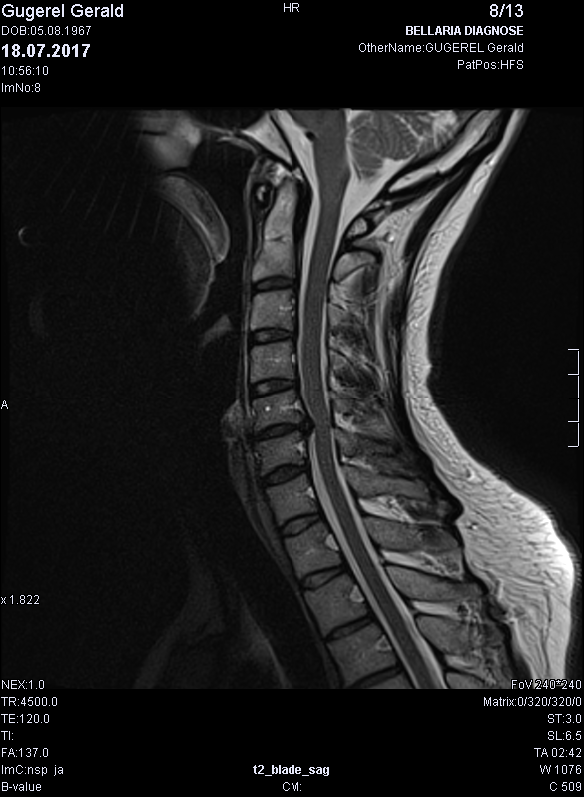 Gugerel Gerald
DOB:05.08.1967
18.07.2017
10:56:10
ImNo:8
HR
8/13
BELLARIA DIAGNOSE
OtherName:GUGEREL Gerald
PatPos:HFS
A
x 1.822
NEX:1.0
TR:4500.0
TE:120.0
TI:
FA:137.0
ImC:nsp ja
B-value
t2_blade_sag
CvI:
FoV:240*240
Matrix:0/320/320/0
ST:3.0
SL:6.5
TA 02:42
W 1076
C 509